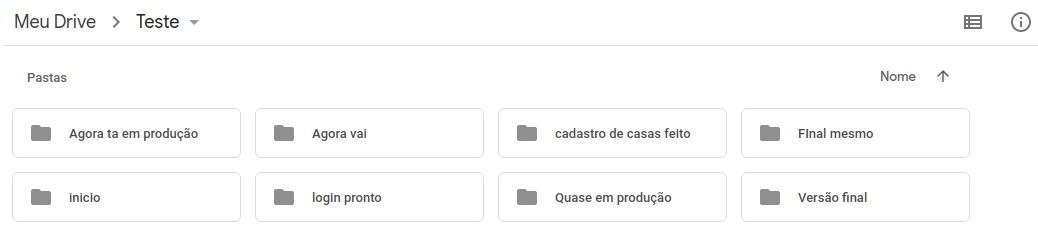 Meu Drive > Teste
Pastas Nome
Agora ta em produção Agora vai cadastro de casas feito FInal mesmo
inicio login pronto Quase em produção Versão final